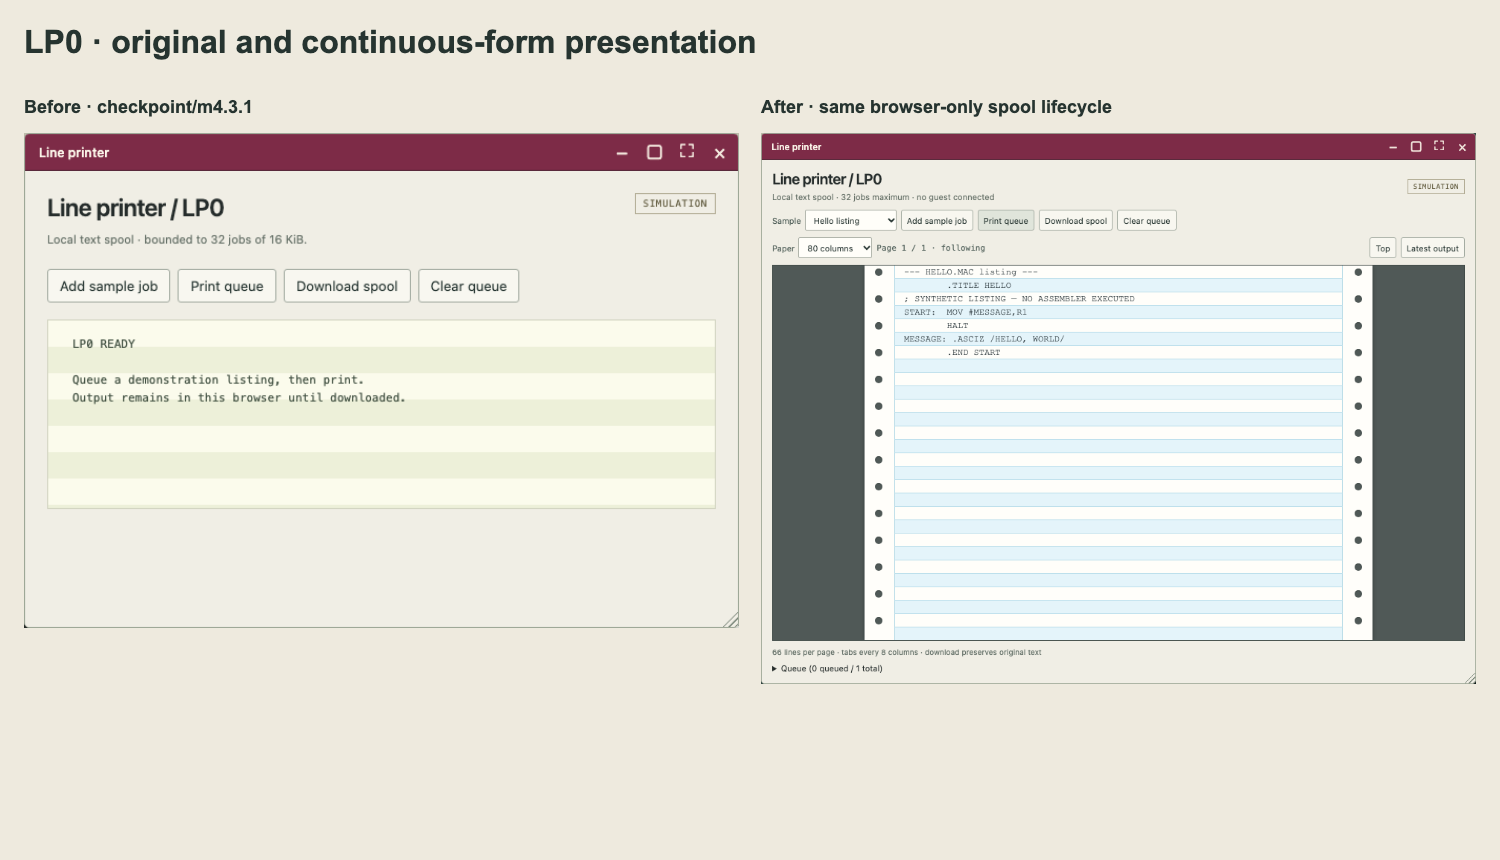 LP0 · original and continuous-form presentation
Before · checkpoint/m4.3.1
Line printer
Line printer / LP0
SIMULATION
Local text spool · bounded to 32 jobs of 16 KiB.
Add sample job
Print queue
Download spool
Clear queue
LP0 READY
Queue a demonstration listing, then print.
Output remains in this browser until downloaded.
After · same browser-only spool lifecycle
Line printer
Line printer / LP0
SIMULATION
Local text spool · 32 jobs maximum · no guest connected
Sample Hello listing Add sample job Print queue Download spool Clear queue
Paper 80 columns Page 1 / 1 · following Top Latest output
--- HELLO.MAC listing ---
.TITLE HELLO
; SYNTHETIC LISTING — NO ASSEMBLER EXECUTED
START: MOV #MESSAGE,R1
HALT
MESSAGE: .ASCIZ /HELLO, WORLD/
.END START
66 lines per page · tabs every 8 columns · download preserves original text
Queue (0 queued / 1 total)